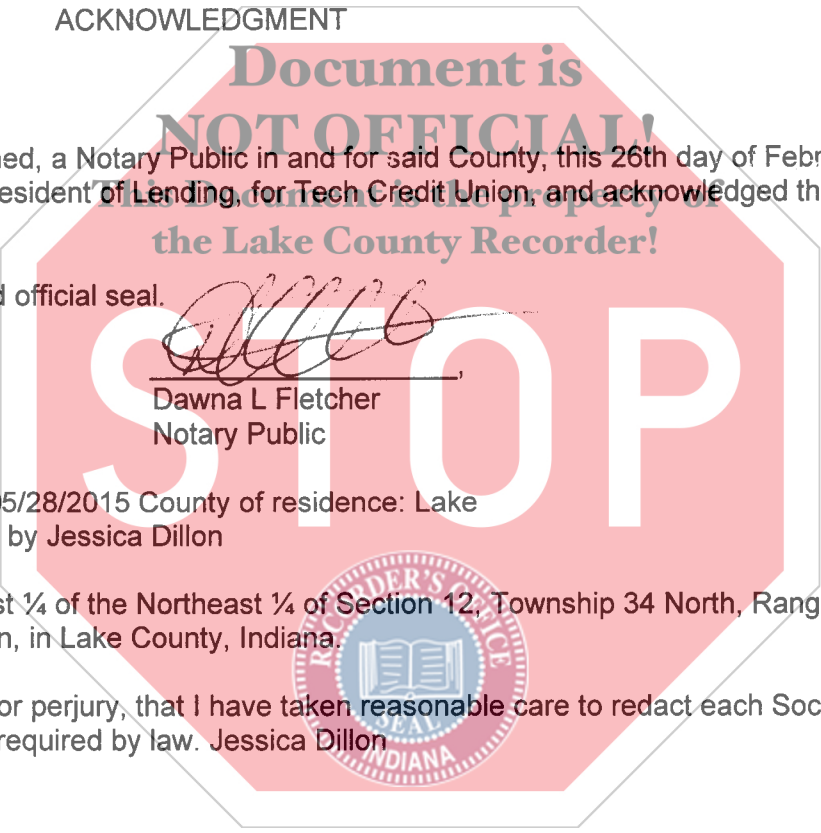 ACKNOWLEDGMENT
Document is
NOT OFFICIAL!
ned, a Notary Public in and for said County, this 26th day of Febr
esident of Lending, for Tech Credit Union, and acknowledged th
This Document is the property of
the Lake County Recorder!
d official seal.
Dawna L Fletcher
Notary Public
STOP
05/28/2015 County of residence: Lake
by Jessica Dillon
st ¼ of the Northeast ¼ of Section 12, Township 34 North, Rang
n, in Lake County, Indiana.
RECORDER'S OFFICE
SEAL
INDIANA
or perjury, that I have taken reasonable care to redact each Soc
required by law. Jessica Dillon